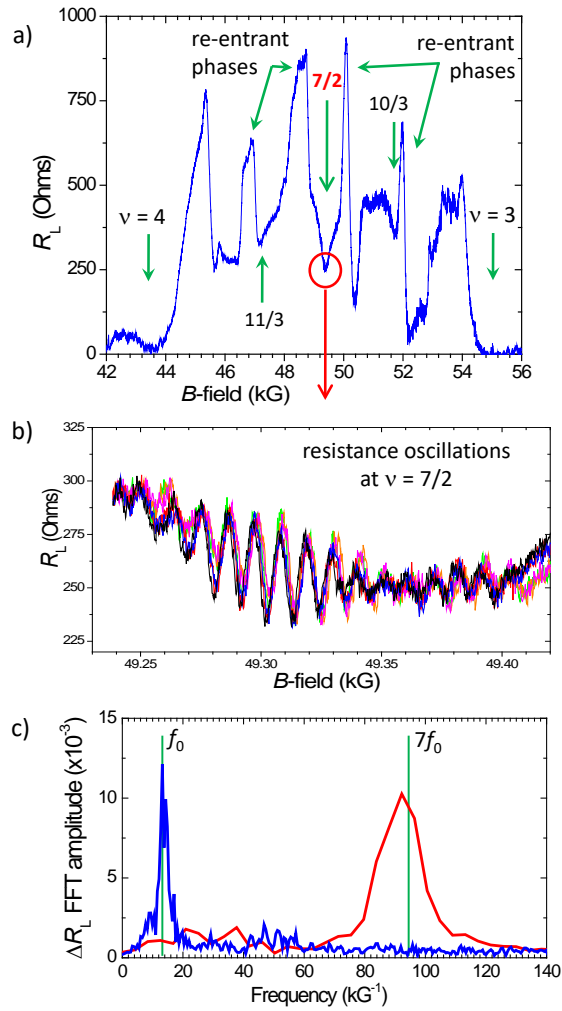 a)
1000
750
500
250
0
R_L (Ohms)
re-entrant
phases
7/2
re-entrant
phases
10/3
ν = 4
ν = 3
11/3
42 44 46 48 50 52 54 56
B-field (kG)
b)
325
300
275
250
225
R_L (Ohms)
resistance oscillations
at ν = 7/2
49.25 49.30 49.35 49.40
B-field (kG)
c)
15
10
5
0
ΔR_L FFT amplitude (x10⁻³)
f₀
7f₀
0 20 40 60 80 100 120 140
Frequency (kG⁻¹)